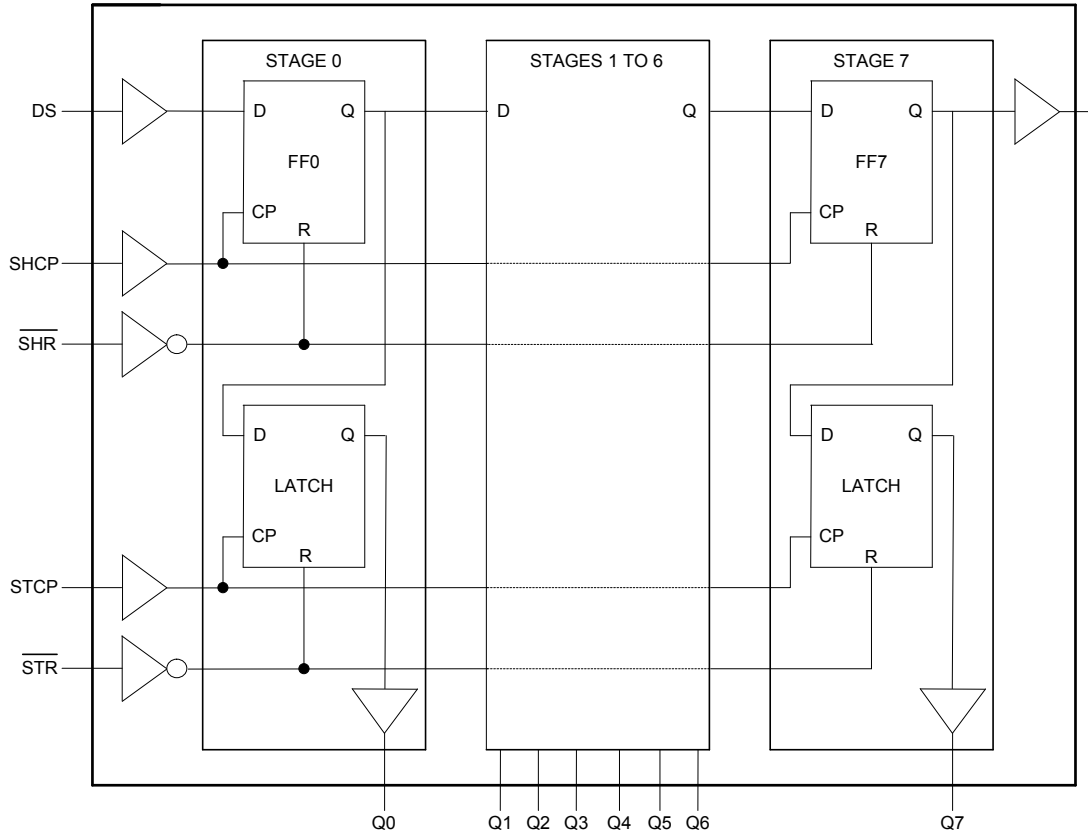 STAGE 0
STAGES 1 TO 6
STAGE 7
DS
D
Q
FF0
CP
R
D
Q
D
Q
FF7
CP
R
SHCP
SHR
D
Q
LATCH
CP
R
D
Q
LATCH
CP
R
STCP
STR
Q0
Q1
Q2
Q3
Q4
Q5
Q6
Q7